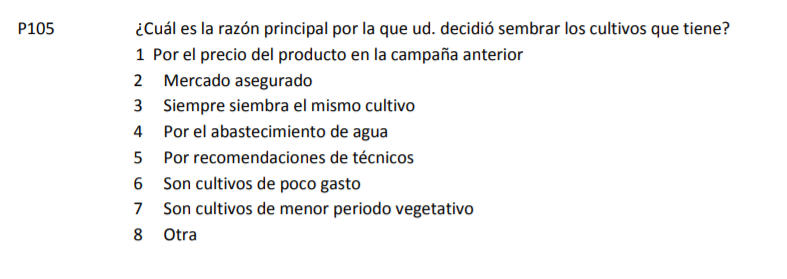 P105 ¿Cuál es la razón principal por la que ud. decidió sembrar los cultivos que tiene?
1 Por el precio del producto en la campaña anterior
2 Mercado asegurado
3 Siempre siembra el mismo cultivo
4 Por el abastecimiento de agua
5 Por recomendaciones de técnicos
6 Son cultivos de poco gasto
7 Son cultivos de menor periodo vegetativo
8 Otra